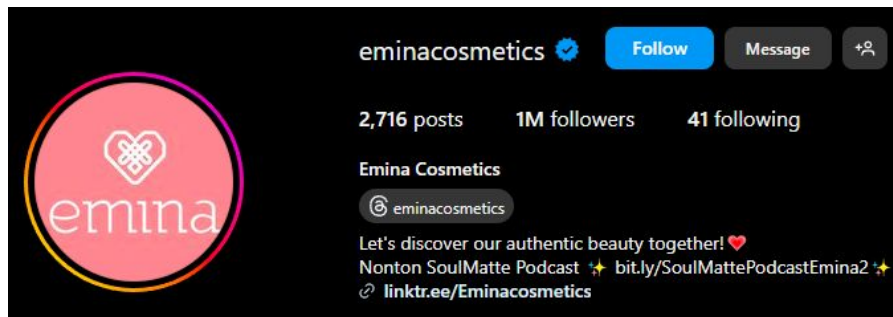 emina
eminacosmetics
Follow
Message
2,716 posts
1M followers
41 following
Emina Cosmetics
eminacosmetics
Let's discover our authentic beauty together!❤️
Nonton SoulMatte Podcast ✨ bit.ly/SoulMattePodcastEmina2 ✨
linktr.ee/Eminacosmetics